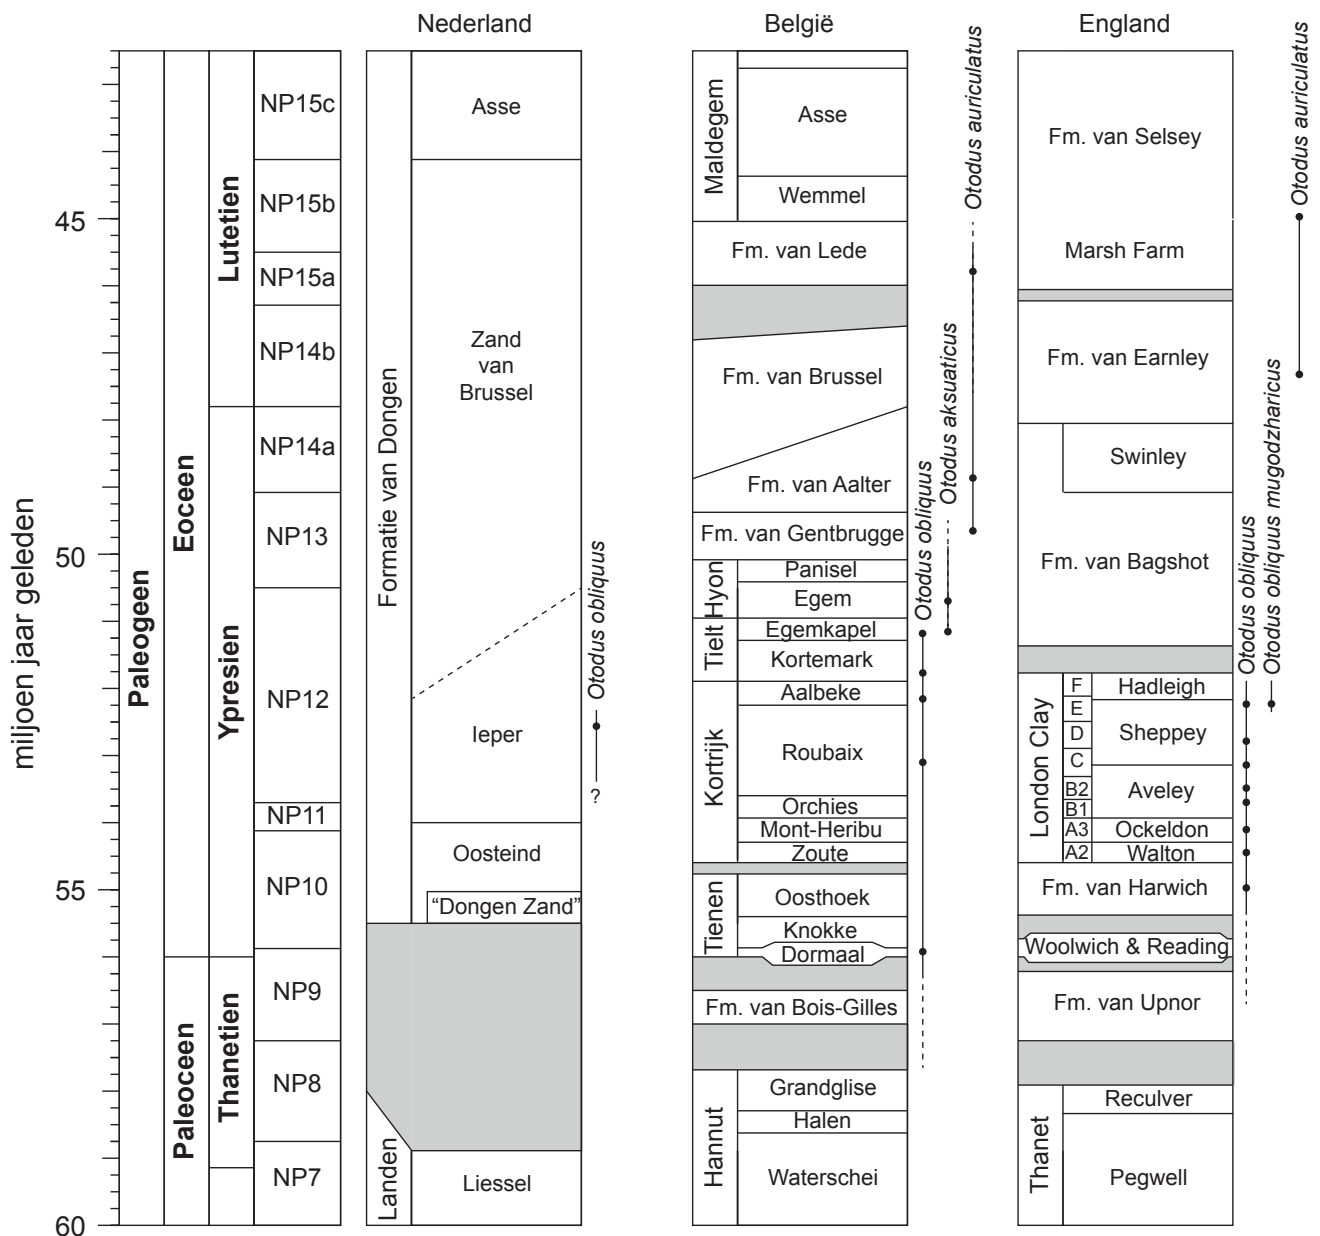 Nederland
België
England
miljoen jaar geleden
45
50
55
60
Paleogeen
Eoceen
Paleoceen
Lutetien
Ypresien
Thanetien
NP15c
NP15b
NP15a
NP14b
NP14a
NP13
NP12
NP11
NP10
NP9
NP8
NP7
Formatie van Dongen
Landen
Asse
Zand
van
Brussel
Ieper
Oosteind
“Dongen Zand”
Liessel
Otodus obliquus
?
Maldegem
Asse
Wemmel
Fm. van Lede
Fm. van Brussel
Fm. van Aalter
Fm. van Gentbrugge
Hyon
Panisel
Egem
Tielt
Egemkapel
Kortemark
Kortrijk
Aalbeke
Roubaix
Orchies
Mont-Heribu
Zoute
Tienen
Oosthoek
Knokke
Dormaal
Fm. van Bois-Gilles
Hannut
Grandglise
Halen
Waterschei
Otodus obliquus
Otodus aksuaticus
Otodus auriculatus
Fm. van Selsey
Marsh Farm
Fm. van Earnley
Swinley
Fm. van Bagshot
London Clay
F
E
D
C
B2
B1
A3
A2
Hadleigh
Sheppey
Aveley
Ockeldon
Walton
Fm. van Harwich
Woolwich & Reading
Fm. van Upnor
Thanet
Reculver
Pegwell
Otodus obliquus
Otodus obliquus mugodzharicus
Otodus auriculatus